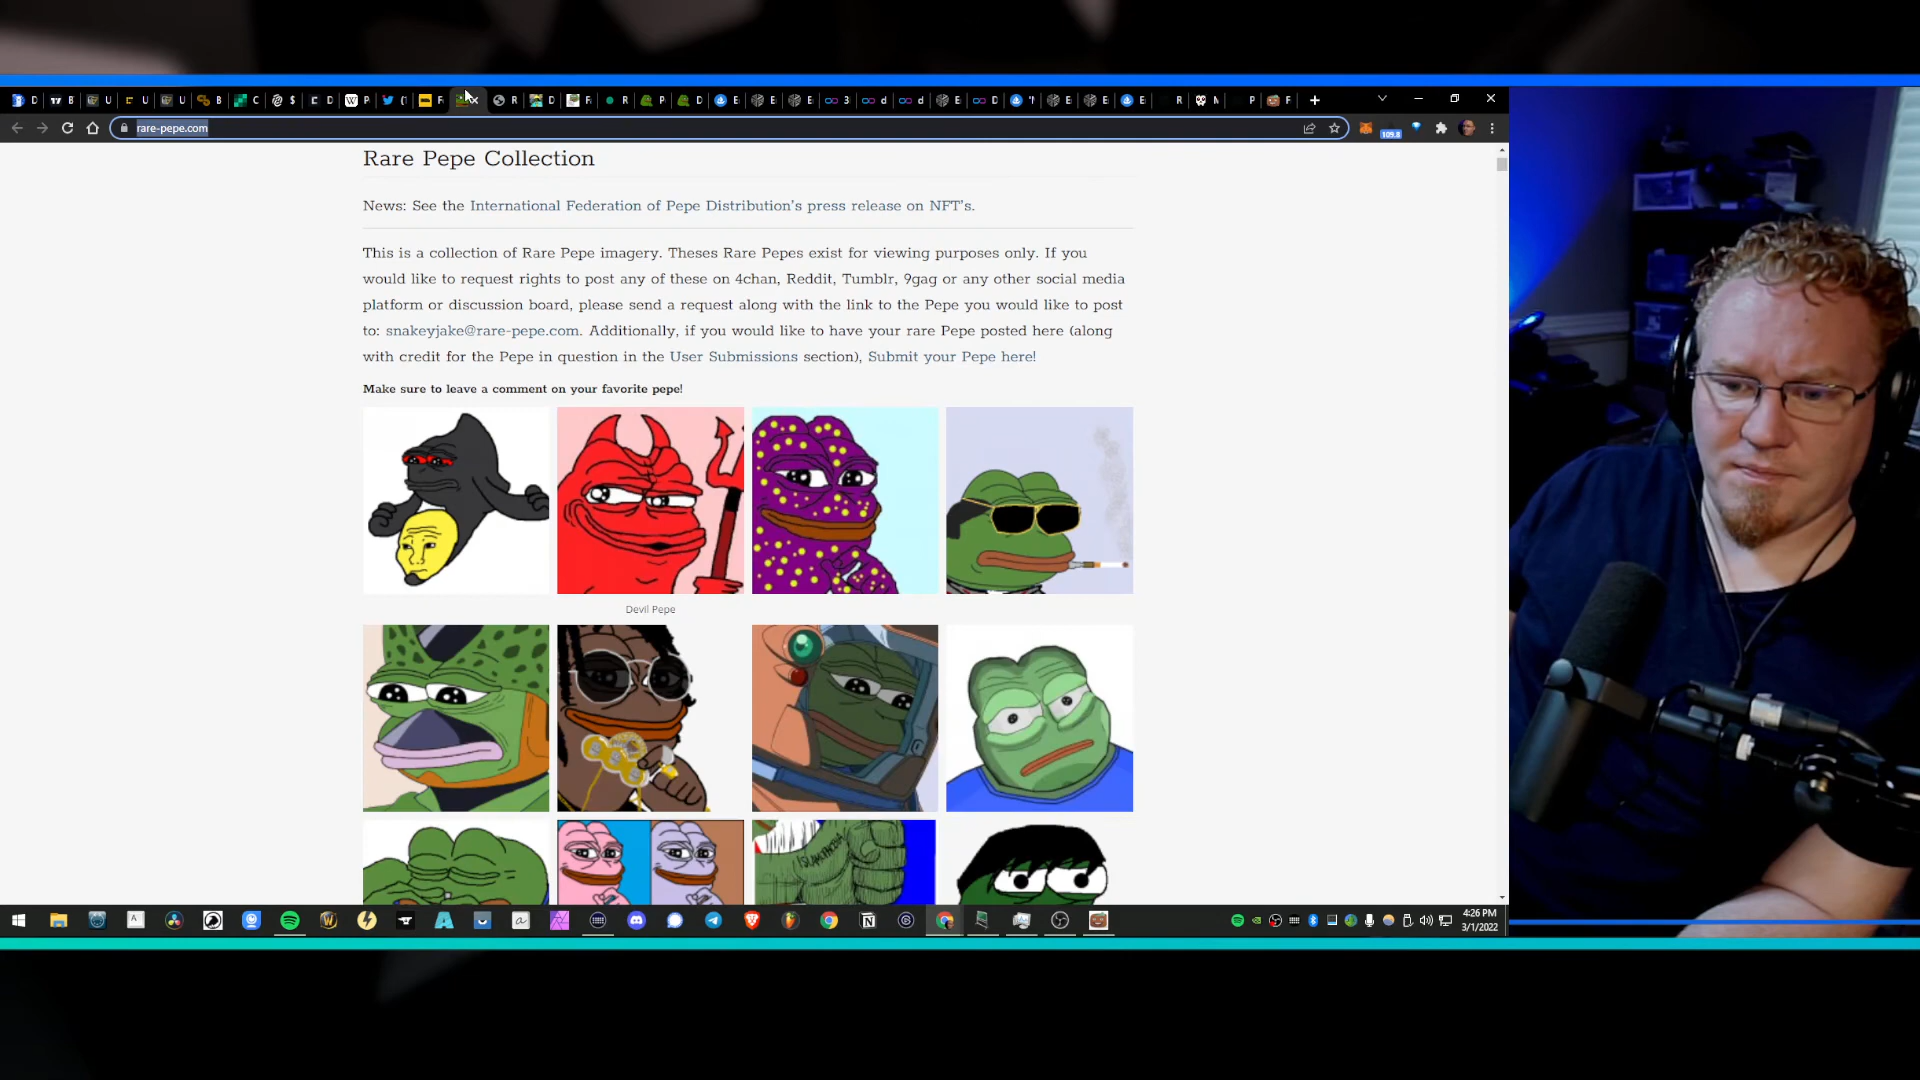 D B U U U B C $ D P F R D F R P D E E E 3 d d E D E E E R M P F
rare-pepe.com
109.8
Rare Pepe Collection
News: See the International Federation of Pepe Distribution's press release on NFT's.
This is a collection of Rare Pepe imagery. Theses Rare Pepes exist for viewing purposes only. If you
would like to request rights to post any of these on 4chan, Reddit, Tumblr, 9gag or any other social media
platform or discussion board, please send a request along with the link to the Pepe you would like to post
to: snakeyjake@rare-pepe.com. Additionally, if you would like to have your rare Pepe posted here (along
with credit for the Pepe in question in the User Submissions section), Submit your Pepe here!
Make sure to leave a comment on your favorite pepe!
Devil Pepe
4:26 PM
3/1/2022